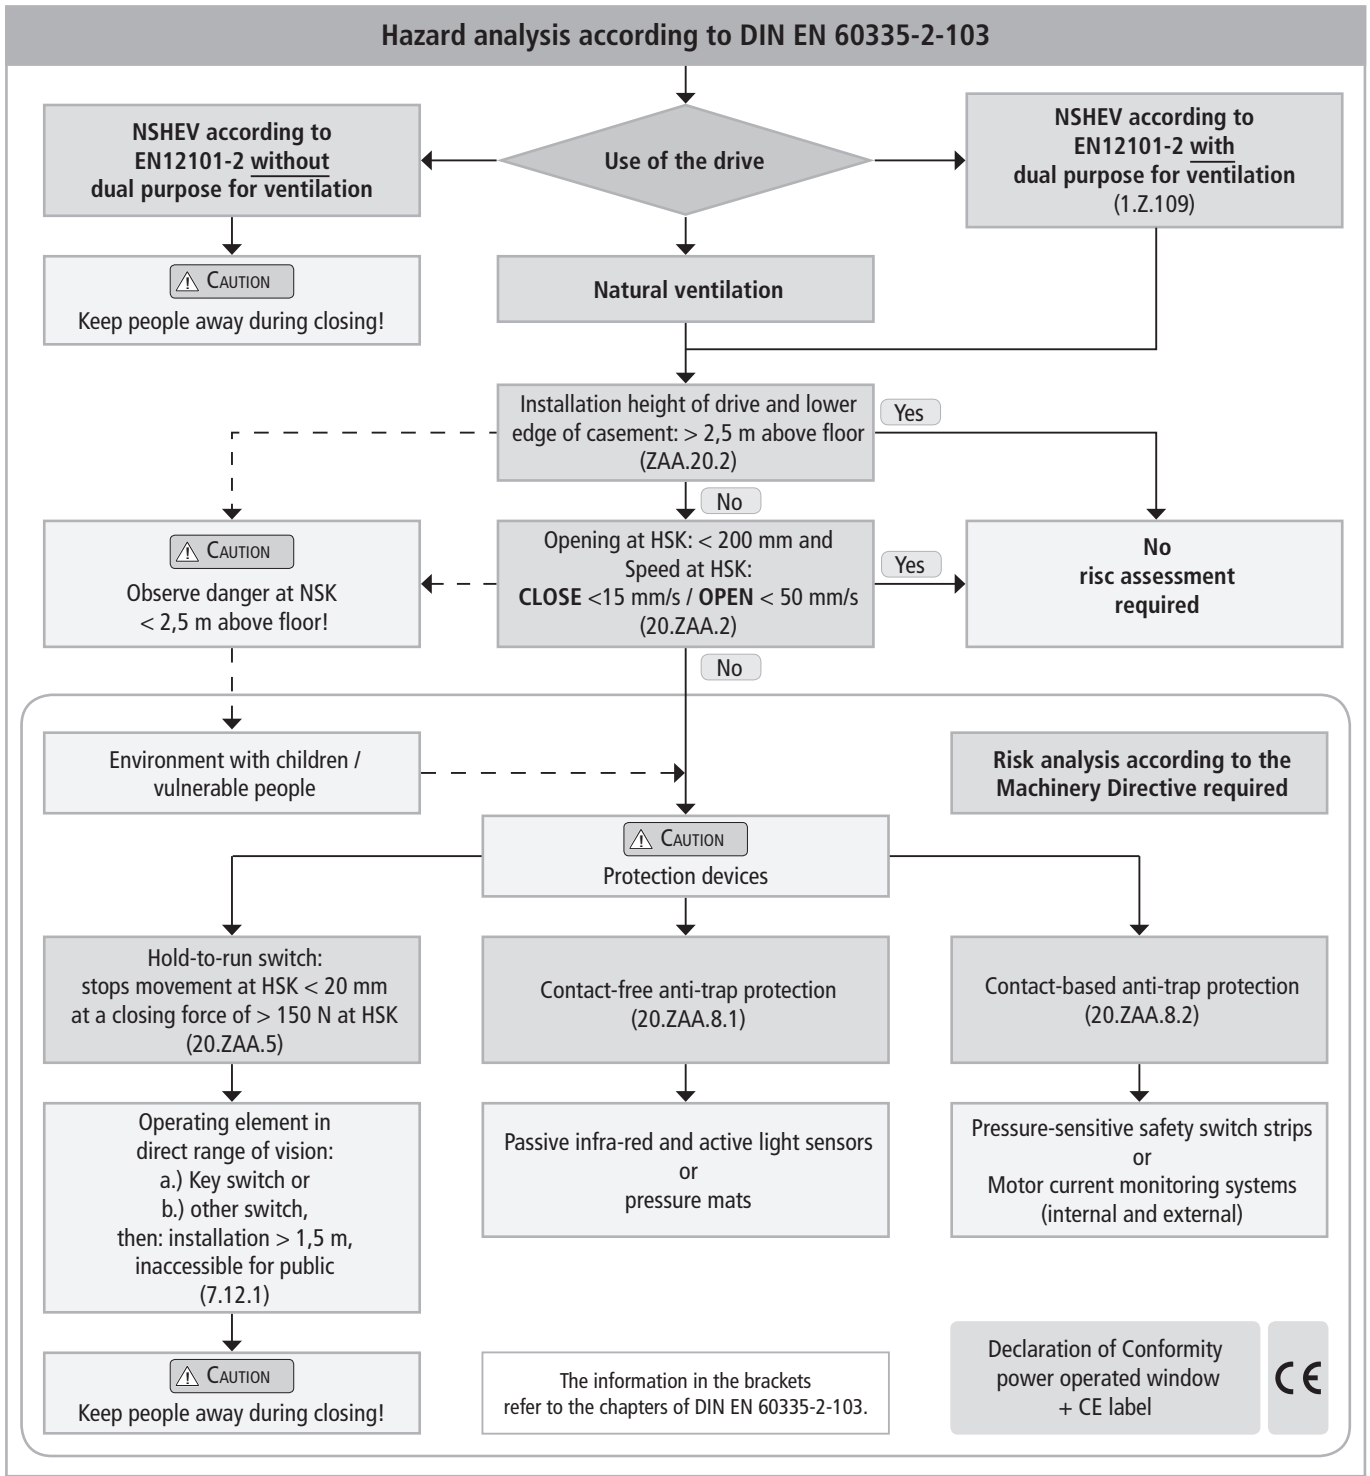 Hazard analysis according to DIN EN 60335-2-103
NSHEV according to
EN12101-2 without
dual purpose for ventilation
Use of the drive
NSHEV according to
EN12101-2 with
dual purpose for ventilation
(1.Z.109)
CAUTION
Keep people away during closing!
Natural ventilation
Installation height of drive and lower
edge of casement: > 2,5 m above floor
(ZAA.20.2)
Yes
No
CAUTION
Observe danger at NSK
< 2,5 m above floor!
Opening at HSK: < 200 mm and
Speed at HSK:
CLOSE <15 mm/s / OPEN < 50 mm/s
(20.ZAA.2)
Yes
No
risc assessment
required
No
Environment with children /
vulnerable people
Risk analysis according to the
Machinery Directive required
CAUTION
Protection devices
Hold-to-run switch:
stops movement at HSK < 20 mm
at a closing force of > 150 N at HSK
(20.ZAA.5)
Contact-free anti-trap protection
(20.ZAA.8.1)
Contact-based anti-trap protection
(20.ZAA.8.2)
Operating element in
direct range of vision:
a.) Key switch or
b.) other switch,
then: installation > 1,5 m,
inaccessible for public
(7.12.1)
Passive infra-red and active light sensors
or
pressure mats
Pressure-sensitive safety switch strips
or
Motor current monitoring systems
(internal and external)
CAUTION
Keep people away during closing!
The information in the brackets
refer to the chapters of DIN EN 60335-2-103.
Declaration of Conformity
power operated window
+ CE label
CE